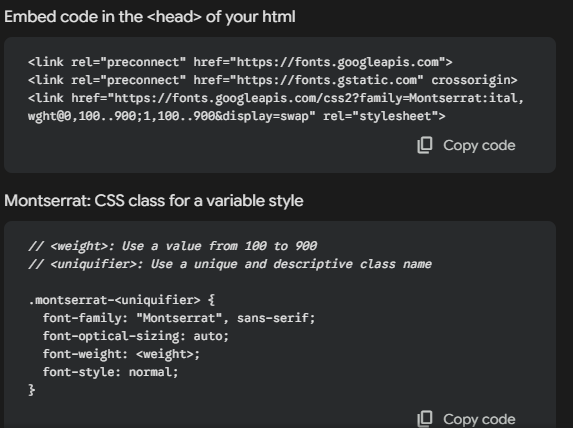 Embed code in the <head> of your html
<link rel="preconnect" href="https://fonts.googleapis.com">
<link rel="preconnect" href="https://fonts.gstatic.com" crossorigin>
<link href="https://fonts.googleapis.com/css2?family=Montserrat:ital,
wght@0,100..900;1,100..900&display=swap" rel="stylesheet">
Copy code
Montserrat: CSS class for a variable style
// <weight>: Use a value from 100 to 900
// <uniquifier>: Use a unique and descriptive class name
.montserrat-<uniquifier> {
font-family: "Montserrat", sans-serif;
font-optical-sizing: auto;
font-weight: <weight>;
font-style: normal;
}
Copy code